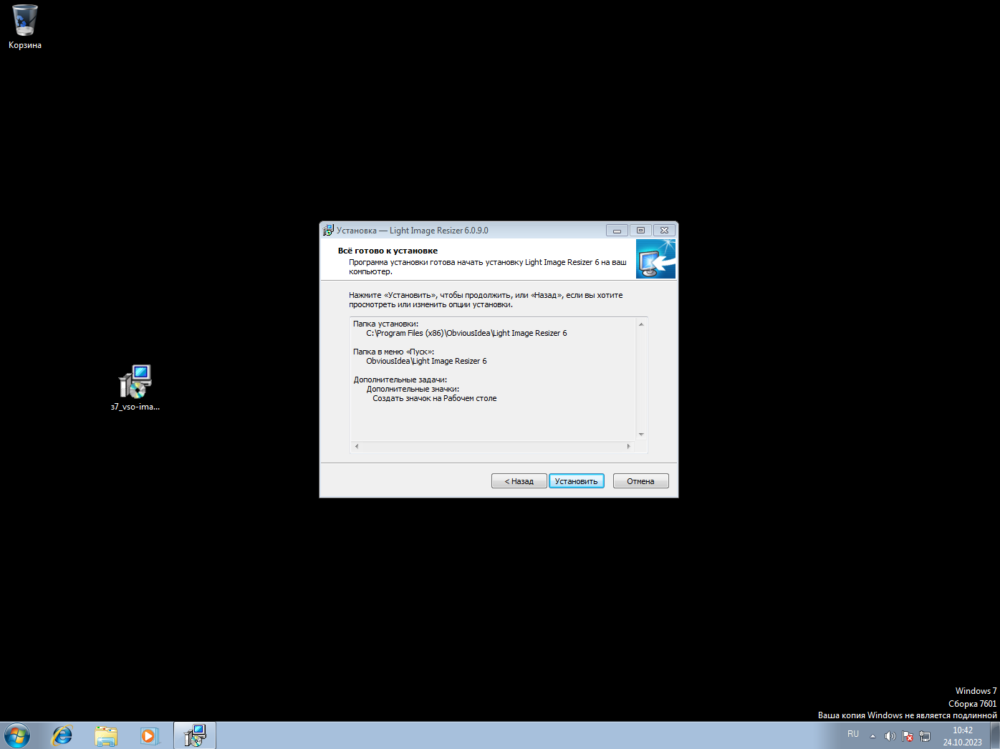 Корзина
Установка — Light Image Resizer 6.0.9.0
Всё готово к установке
Программа установки готова начать установку Light Image Resizer 6 на ваш
компьютер.
Нажмите «Установить», чтобы продолжить, или «Назад», если вы хотите
просмотреть или изменить опции установки.
Папка установки:
C:\Program Files (x86)\ObviousIdea\Light Image Resizer 6
Папка в меню «Пуск»:
ObviousIdea\Light Image Resizer 6
Дополнительные задачи:
Дополнительные значки:
Создать значок на Рабочем столе
з7_vso-ima...
< Назад
Установить
Отмена
Windows 7
Сборка 7601
Ваша копия Windows не является подлинной
RU
10:42
24.10.2023